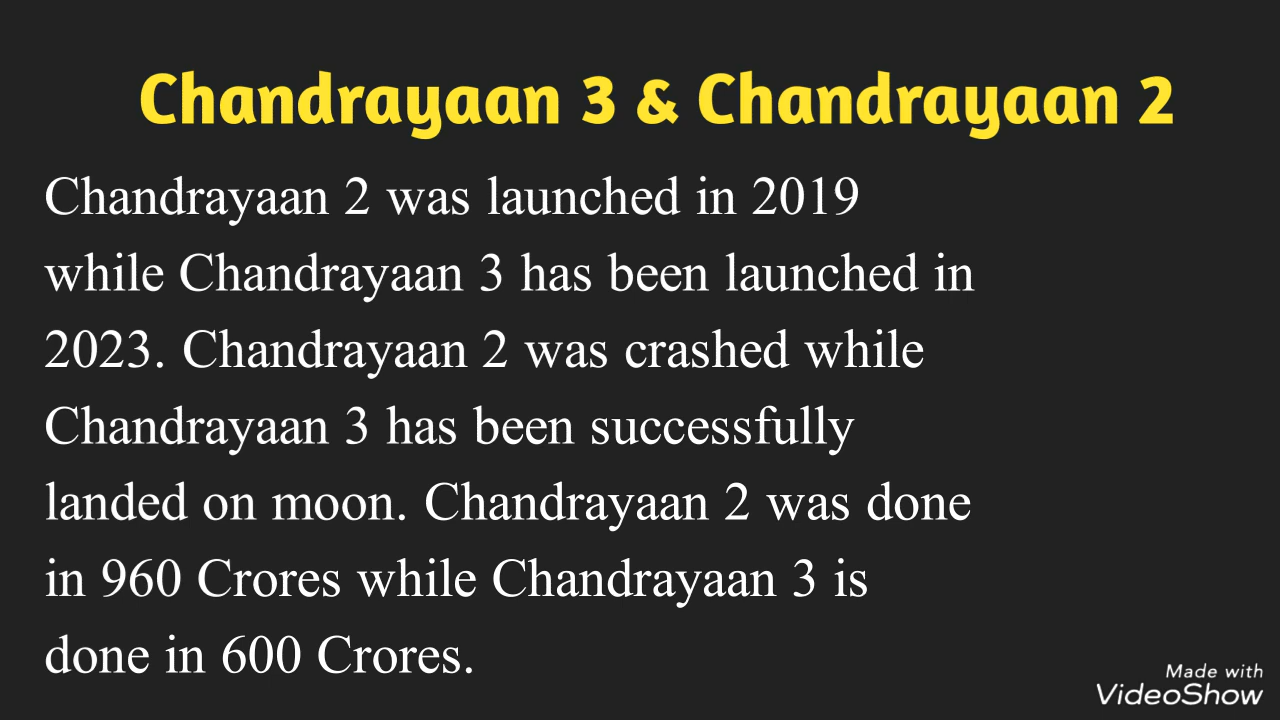 Chandrayaan 3 & Chandrayaan 2
Chandrayaan 2 was launched in 2019
while Chandrayaan 3 has been launched in
2023. Chandrayaan 2 was crashed while
Chandrayaan 3 has been successfully
landed on moon. Chandrayaan 2 was done
in 960 Crores while Chandrayaan 3 is
done in 600 Crores.
Made with
VideoShow